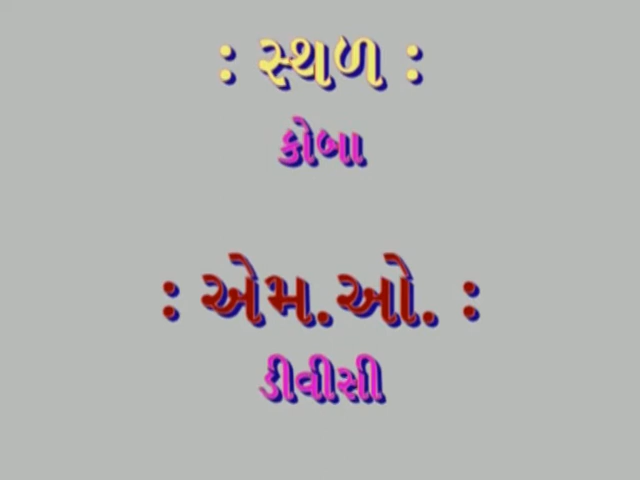 : સ્થળ :
કોબા
: એમ.ઓ. :
ડીવીસી